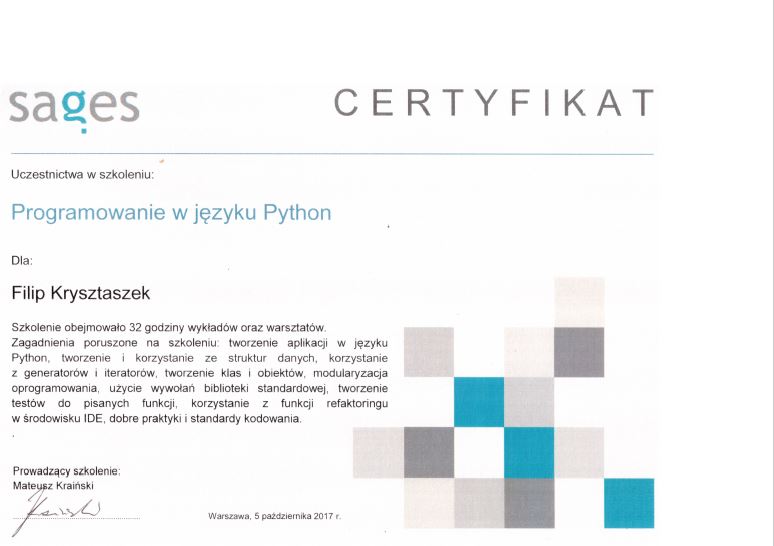 sages
CERTYFIKAT
Uczestnictwa w szkoleniu:
Programowanie w języku Python
Dla:
Filip Krysztaszek
Szkolenie obejmowało 32 godziny wykładów oraz warsztatów.
Zagadnienia poruszone na szkoleniu: tworzenie aplikacji w języku
Python, tworzenie i korzystanie ze struktur danych, korzystanie
z generatorów i iteratorów, tworzenie klas i obiektów, modularyzacja
oprogramowania, użycie wywołań biblioteki standardowej, tworzenie
testów do pisanych funkcji, korzystanie z funkcji refaktoringu
w środowisku IDE, dobre praktyki i standardy kodowania.
Prowadzący szkolenie:
Mateusz Kraiński
Warszawa, 5 października 2017 r.